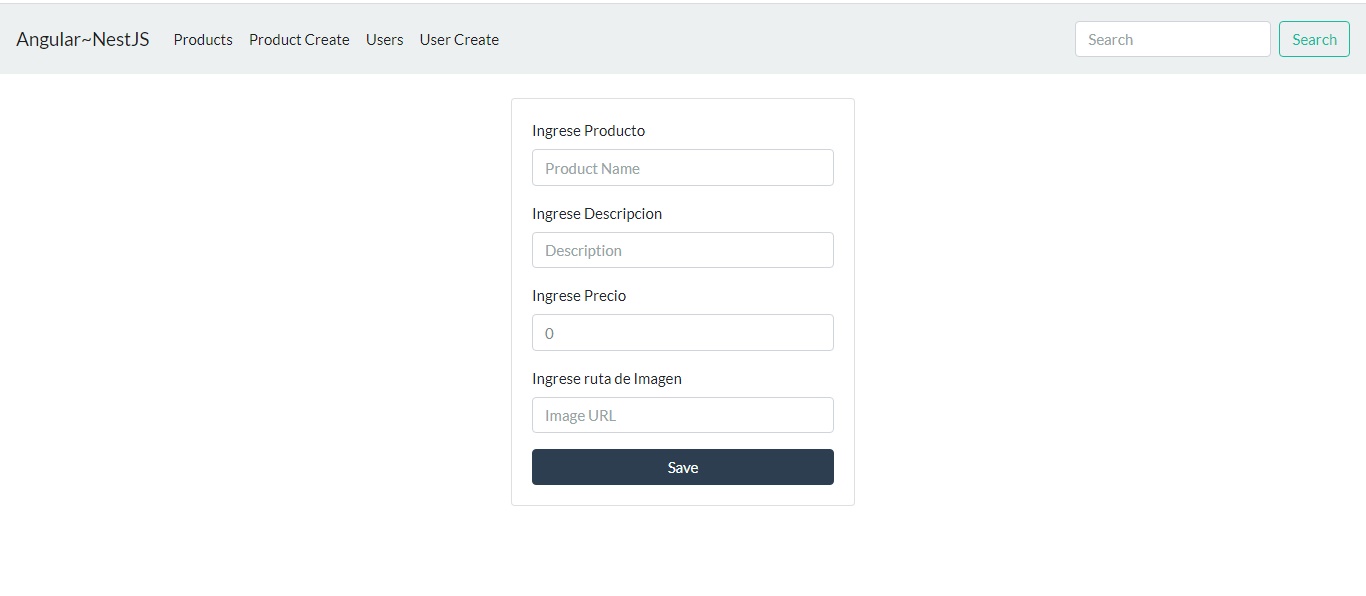 Angular~NestJS Products Product Create Users User Create Search Search
Ingrese Producto
Product Name
Ingrese Descripcion
Description
Ingrese Precio
0
Ingrese ruta de Imagen
Image URL
Save